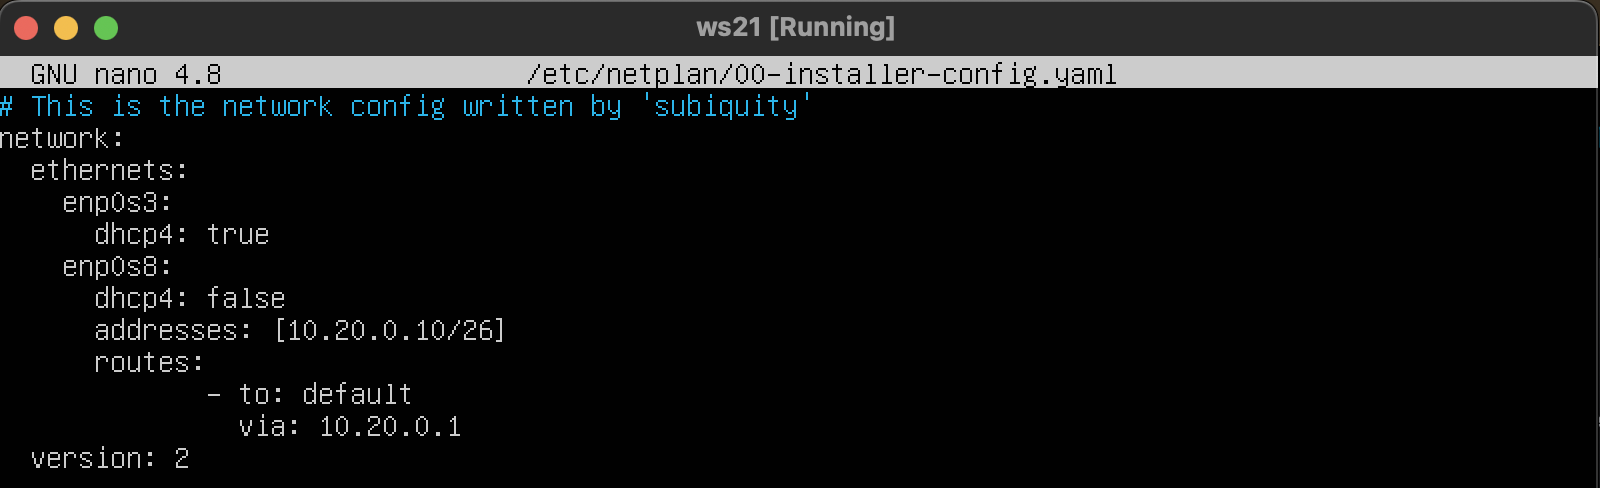 ws21 [Running]
GNU nano 4.8 /etc/netplan/00-installer-config.yaml
# This is the network config written by 'subiquity'
network:
  ethernets:
    enp0s3:
      dhcp4: true
    enp0s8:
      dhcp4: false
      addresses: [10.20.0.10/26]
      routes:
             - to: default
               via: 10.20.0.1
  version: 2